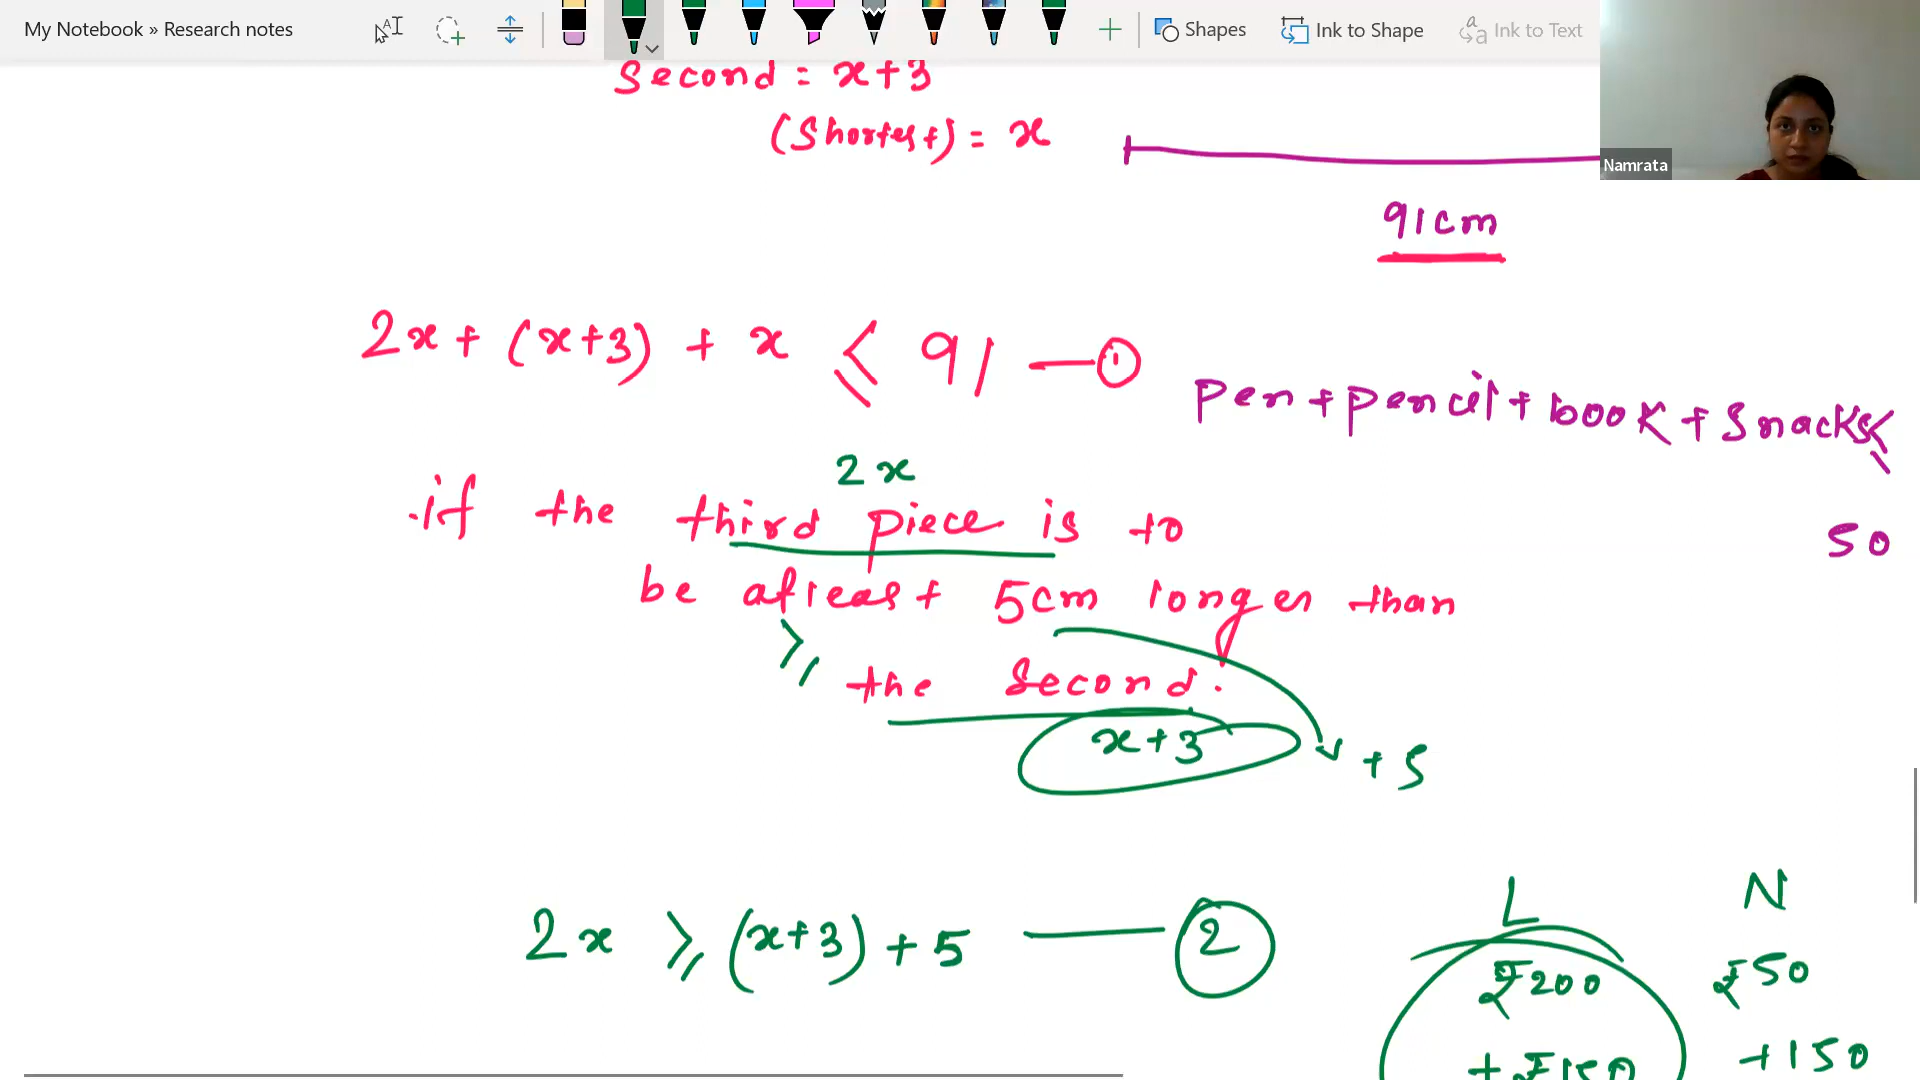 My Notebook » Research notes
Shapes
Ink to Shape
Ink to Text
Namrata
Second = x+3
(Shortest) = x
91cm
2x + (x+3) + x ≤ 91 — ①
Pen + pencil + book + Snacks ≤
50
2x
if the third piece is to
be atleast 5cm longer than
≥
the Second.
x+3
+5
2x ≥ (x+3) + 5 — ②
L N
₹200 ₹50
+₹150 +150